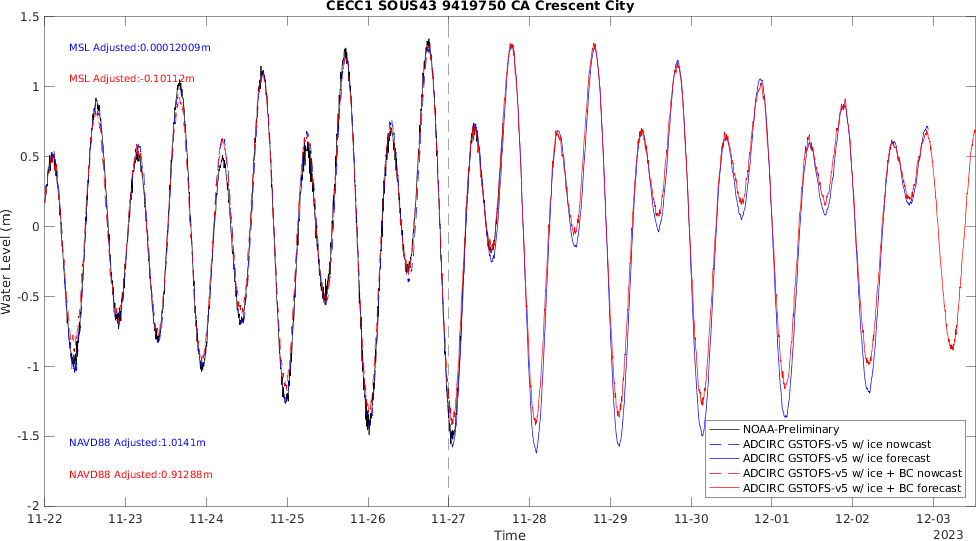 CECC1 SOUS43 9419750 CA Crescent City
MSL Adjusted:0.00012009m
MSL Adjusted:-0.10112m
NAVD88 Adjusted:1.0141m
NAVD88 Adjusted:0.91288m
Water Level (m)
1.5
1
0.5
0
-0.5
-1
-1.5
-2
NOAA-Preliminary
ADCIRC GSTOFS-v5 w/ ice nowcast
ADCIRC GSTOFS-v5 w/ ice forecast
ADCIRC GSTOFS-v5 w/ ice + BC nowcast
ADCIRC GSTOFS-v5 w/ ice + BC forecast
11-22 11-23 11-24 11-25 11-26 11-27 11-28 11-29 11-30 12-01 12-02 12-03
Time
2023